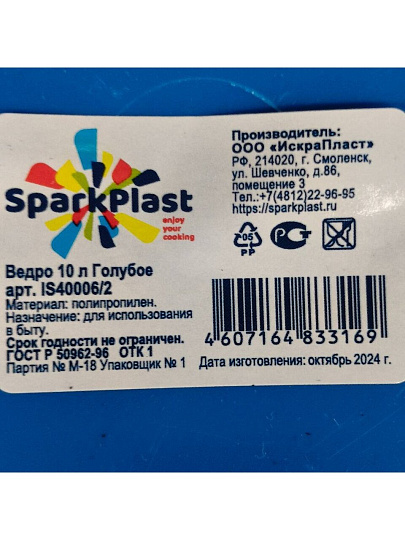 SparkPlast
enjoy
your
cooking
Производитель:
ООО «ИскраПласт»
РФ, 214020, г. Смоленск,
ул. Шевченко, д.86,
помещение 3
Тел.:+7(4812)22-96-95
https://sparkplast.ru
05
PP
РСТ
Ведро 10 л Голубое
арт. IS40006/2
Материал: полипропилен.
Назначение: для использования
в быту.
Срок годности не ограничен.
ГОСТ Р 50962-96 ОТК 1
Партия № М-18 Упаковщик № 1
4607164833169
Дата изготовления: октябрь 2024 г.